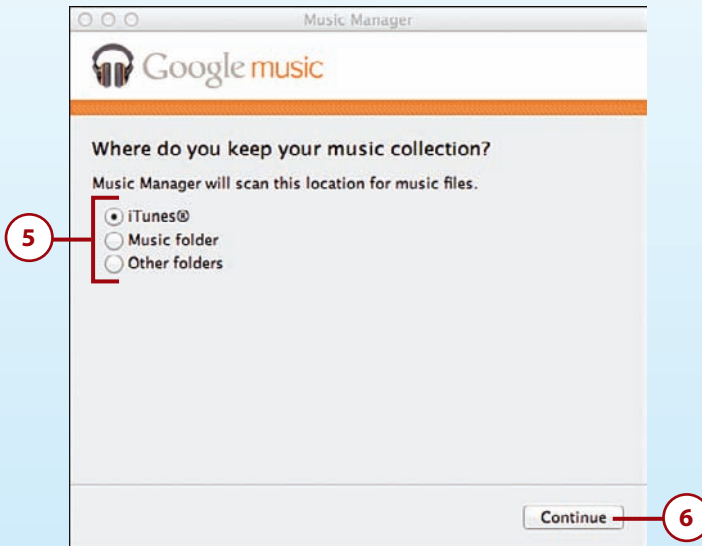 Music Manager
Google music
Where do you keep your music collection?
Music Manager will scan this location for music files.
5
iTunes®
Music folder
Other folders
Continue
6